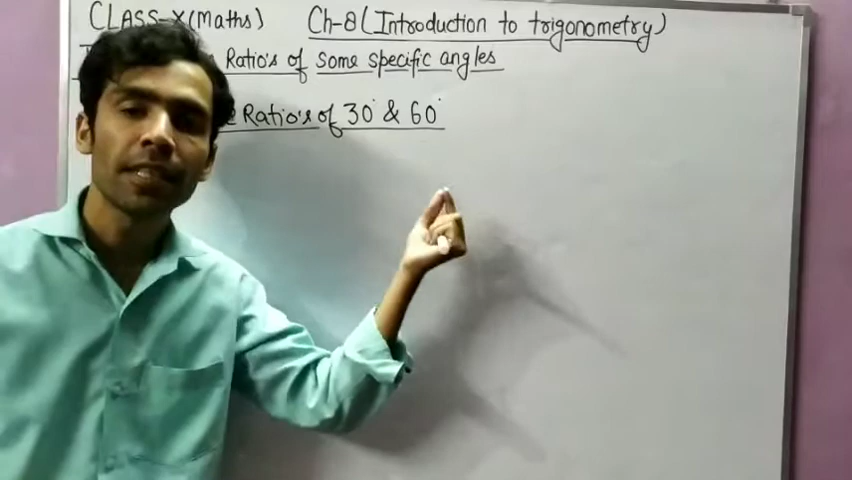 CLASS-X(Maths) Ch-8(Introduction to trigonometry)
Ratio's of some specific angles
Ratio's of 30° & 60°